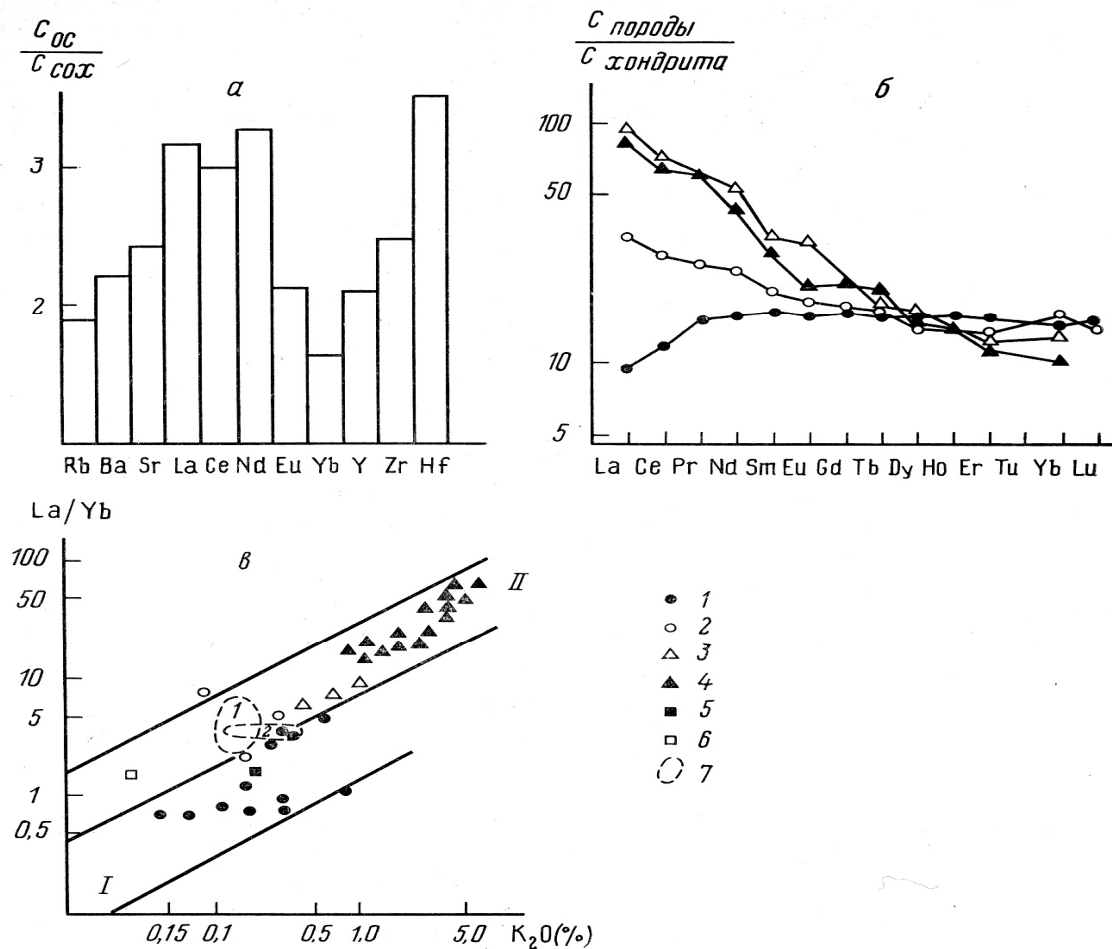 C ос
C сох
а
3
2
Rb Ba Sr La Ce Nd Eu Yb Y Zr Hf
C породы
C хондрита
б
100
50
10
5
La Ce Pr Nd Sm Eu Gd Tb Dy Ho Er Tu Yb Lu
La/Yb
в
100
50
10
5
1
0,5
II
1
2
I
0,15 0,1 0.5 1.0 5,0 K₂O(%)
1
2
3
4
5
6
7